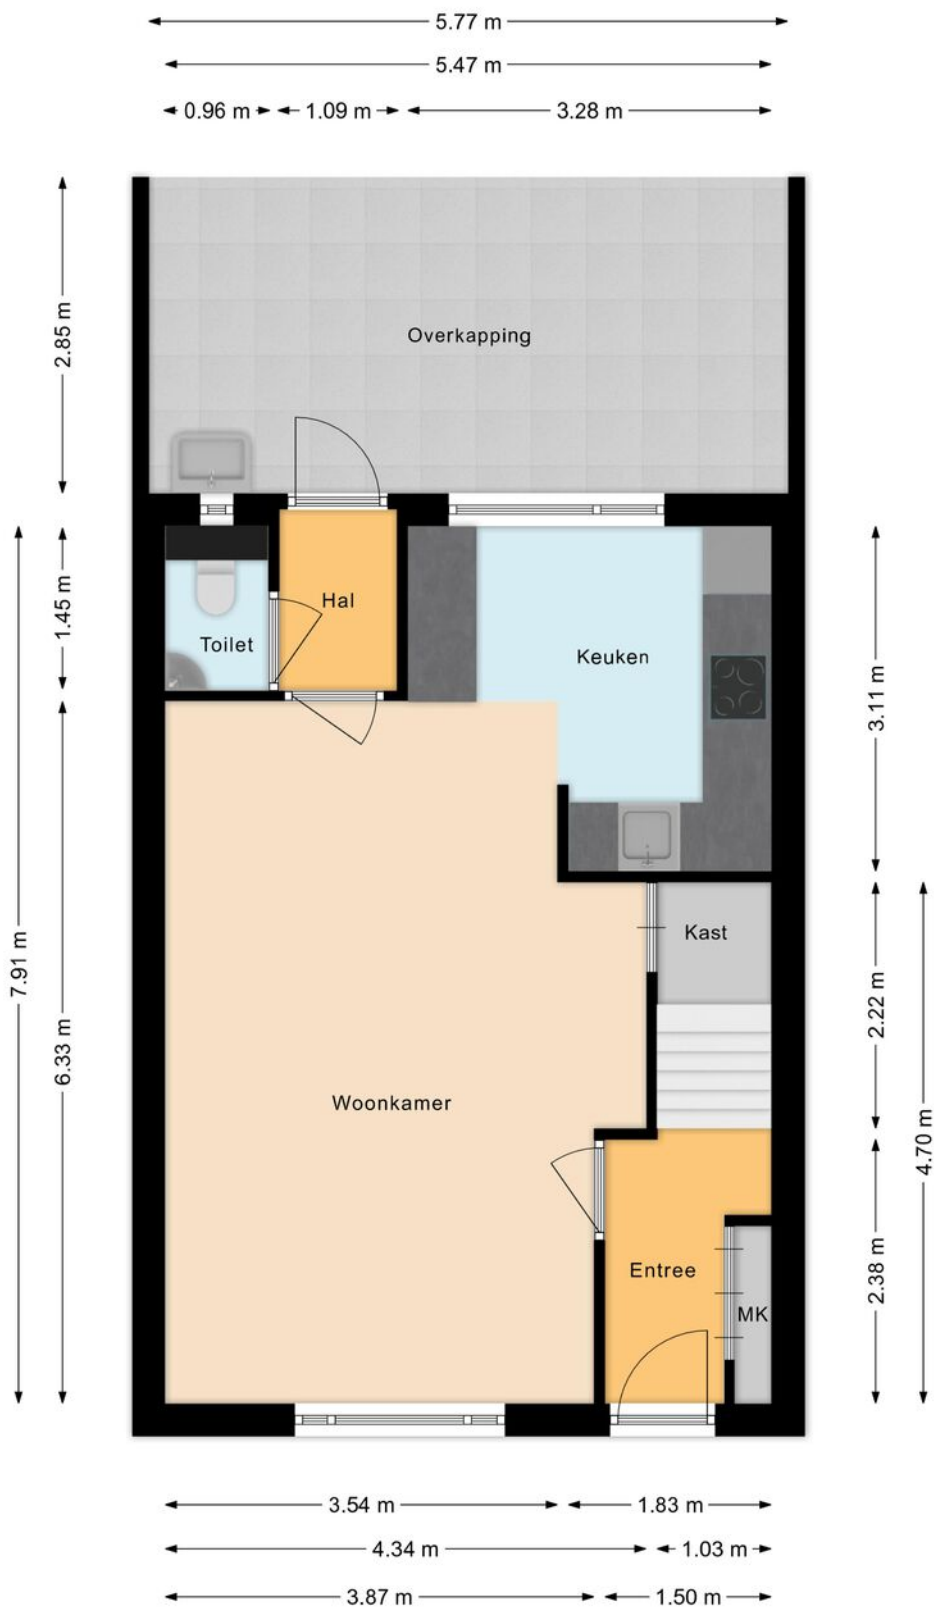 5.77 m
5.47 m
0.96 m
1.09 m
3.28 m
2.85 m
Overkapping
1.45 m
Hal
Toilet
Keuken
3.11 m
7.91 m
6.33 m
Kast
2.22 m
Woonkamer
4.70 m
Entree
2.38 m
MK
3.54 m
1.83 m
4.34 m
1.03 m
3.87 m
1.50 m